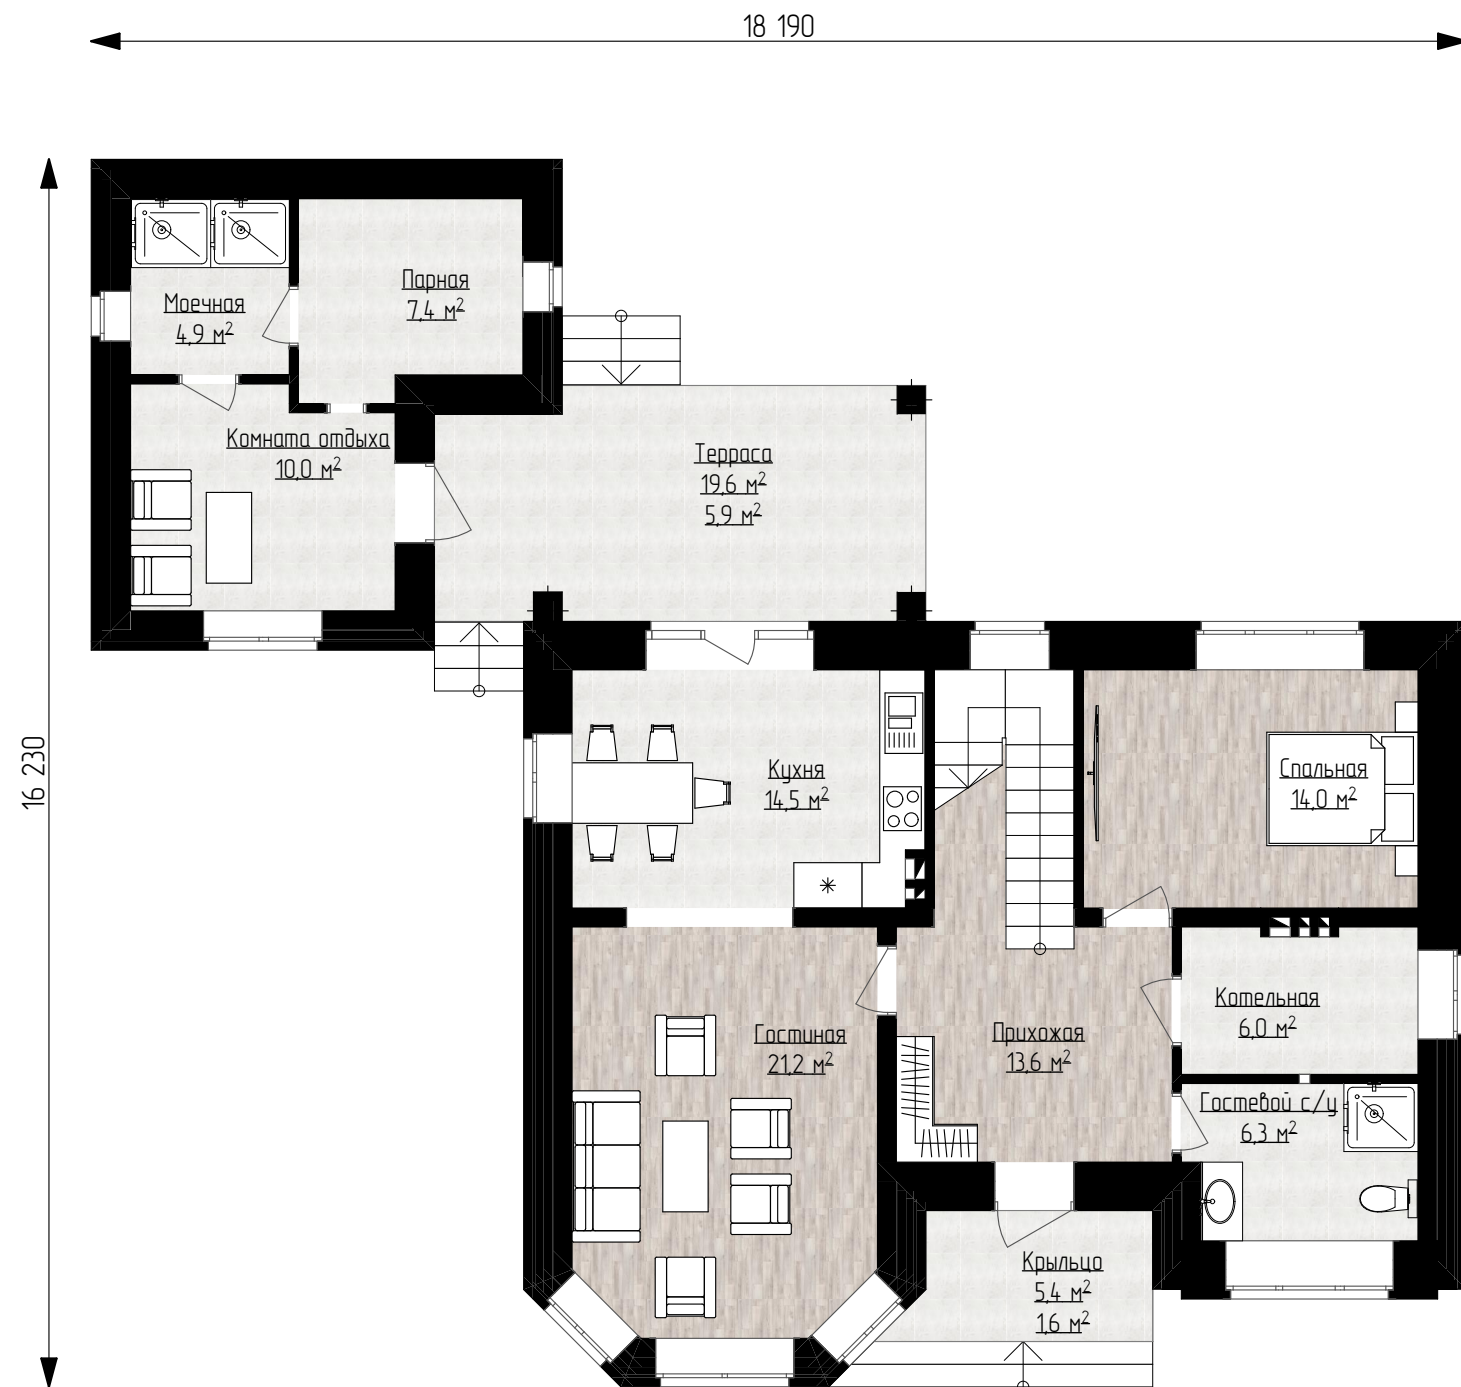 18 190
16 230
Моечная
4,9 м²
Парная
7,4 м²
Комната отдыха
10,0 м²
Терраса
19,6 м²
5,9 м²
Кухня
14,5 м²
Спальная
14,0 м²
Гостиная
21,2 м²
Прихожая
13,6 м²
Котельная
6,0 м²
Гостевой с/у
6,3 м²
Крыльцо
5,4 м²
1,6 м²